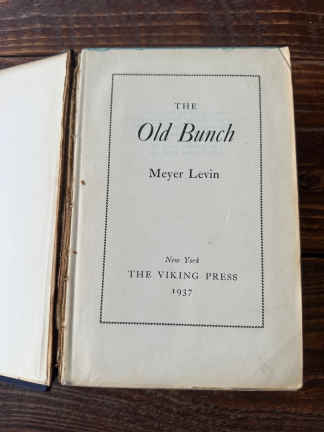 THE
Old Bunch
Meyer Levin
New York
THE VIKING PRESS
1937